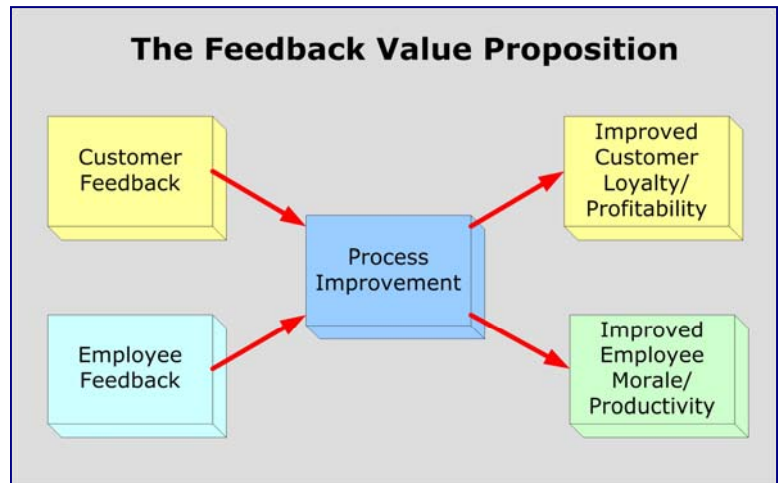 The Feedback Value Proposition
Customer
Feedback
Improved
Customer
Loyalty/
Profitability
Process
Improvement
Employee
Feedback
Improved
Employee
Morale/
Productivity